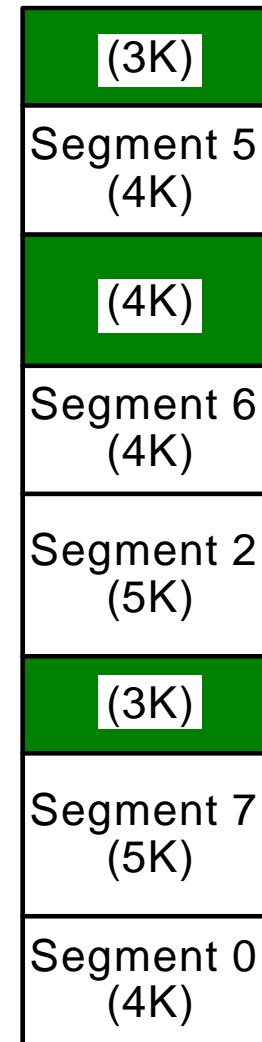 (3K)
Segment 5
(4K)
(4K)
Segment 6
(4K)
Segment 2
(5K)
(3K)
Segment 7
(5K)
Segment 0
(4K)